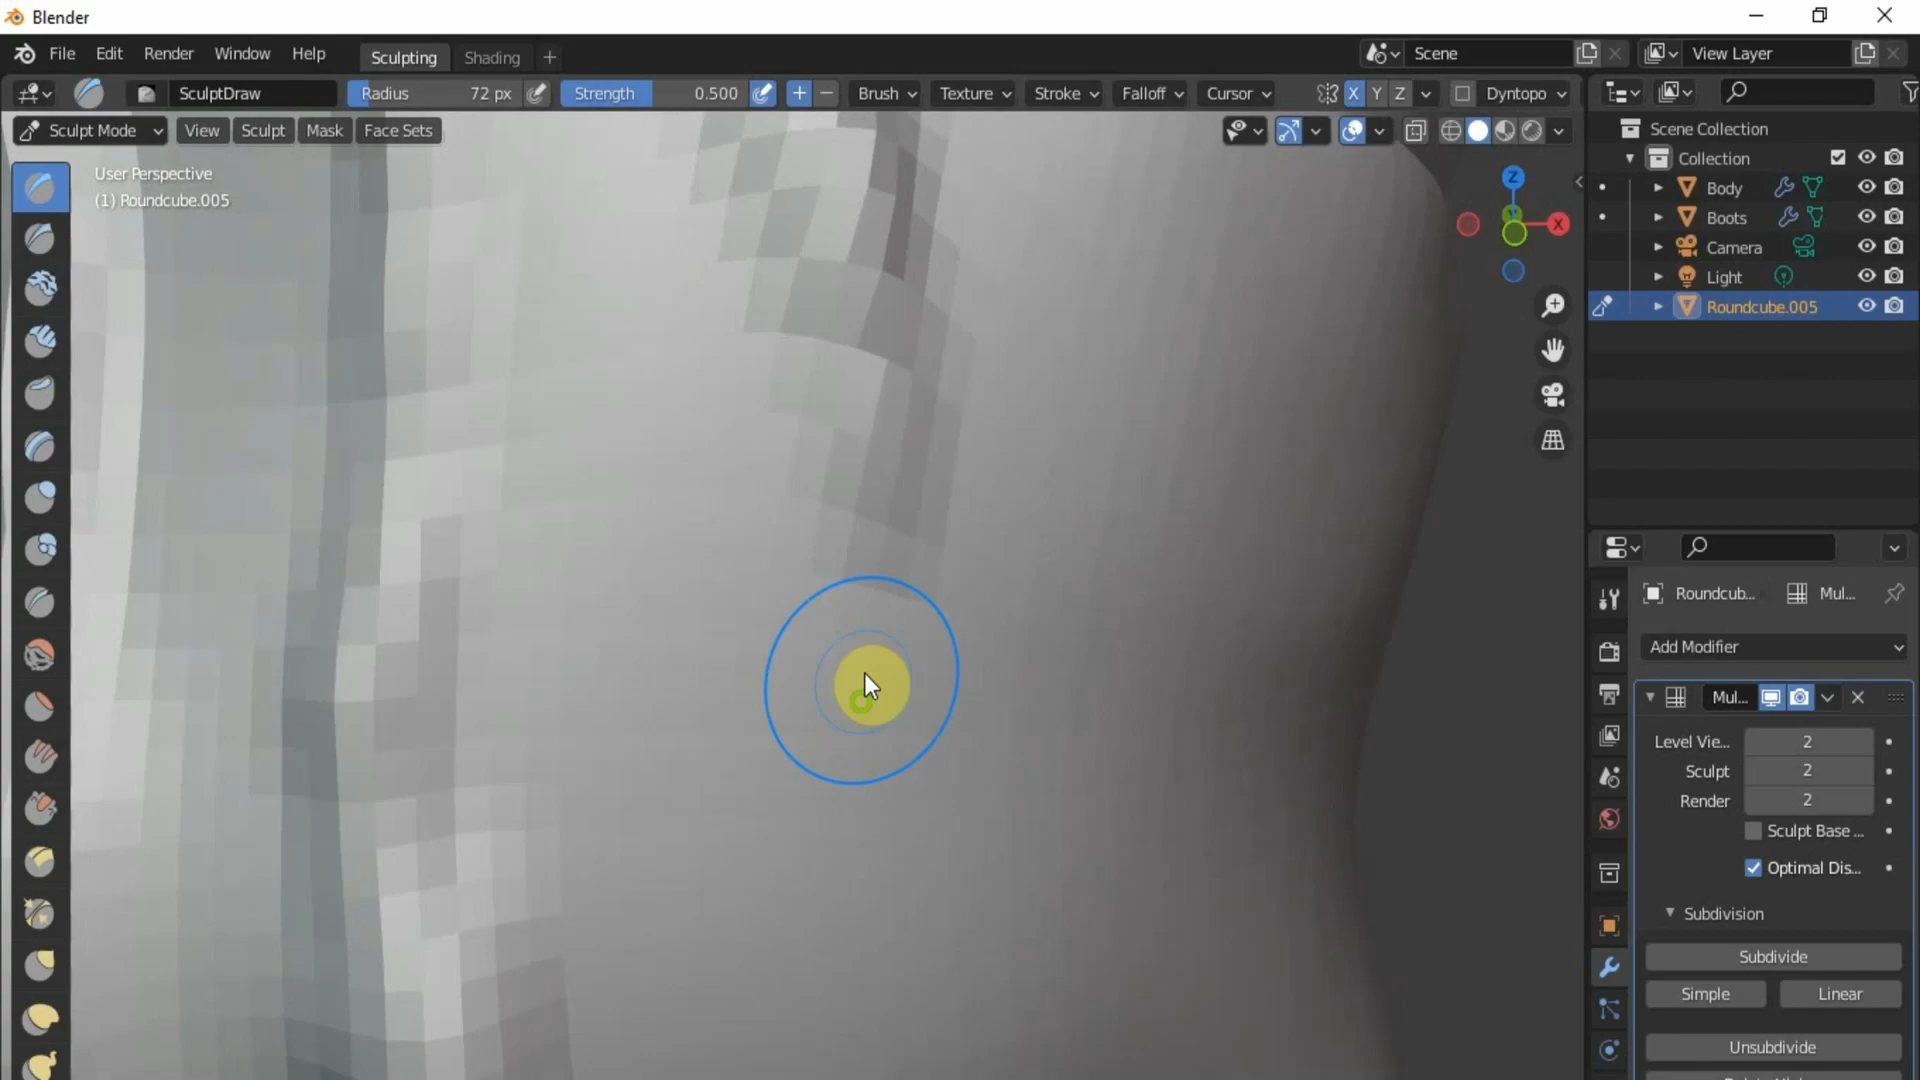 Blender
File Edit Render Window Help Sculpting Shading + Scene View Layer
SculptDraw Radius 72 px Strength 0.500 Brush Texture Stroke Falloff Cursor X Y Z Dyntopo
Sculpt Mode View Sculpt Mask Face Sets
User Perspective
(1) Roundcube.005
Z
X
Scene Collection
Collection
Body
Boots
Camera
Light
Roundcube.005
Roundcub... Mul...
Add Modifier
Mul...
Level Vie... 2
Sculpt 2
Render 2
Sculpt Base ...
Optimal Dis...
Subdivision
Subdivide
Simple Linear
Unsubdivide